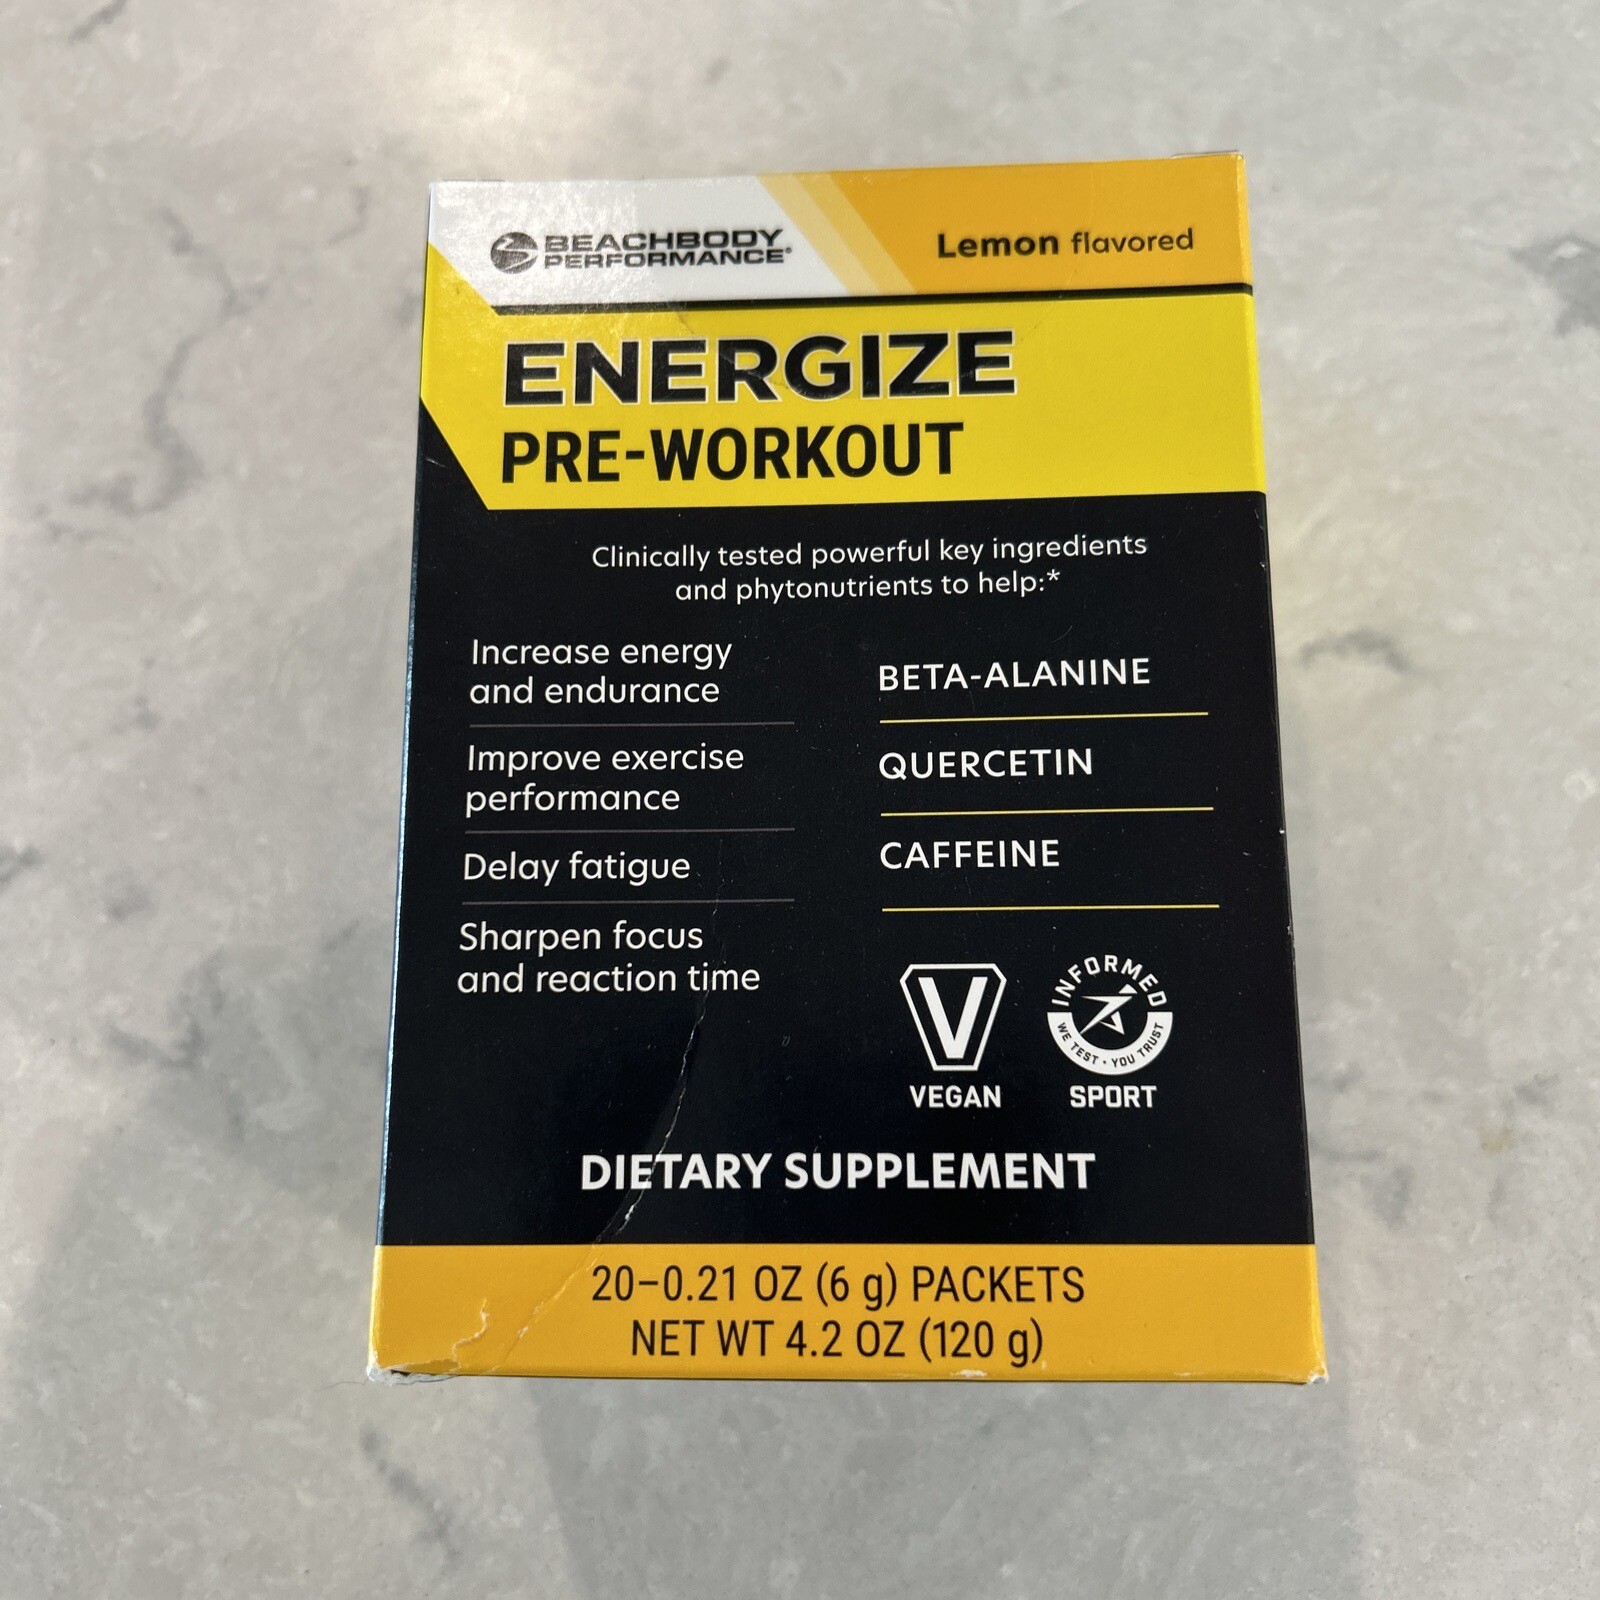 BEACHBODY
PERFORMANCE®
Lemon flavored
ENERGIZE
PRE-WORKOUT
Clinically tested powerful key ingredients
and phytonutrients to help:*
Increase energy
and endurance
Improve exercise
performance
Delay fatigue
Sharpen focus
and reaction time
BETA-ALANINE
QUERCETIN
CAFFEINE
V
VEGAN
INFORMED
WE TEST • YOU TRUST
SPORT
DIETARY SUPPLEMENT
20–0.21 OZ (6 g) PACKETS
NET WT 4.2 OZ (120 g)